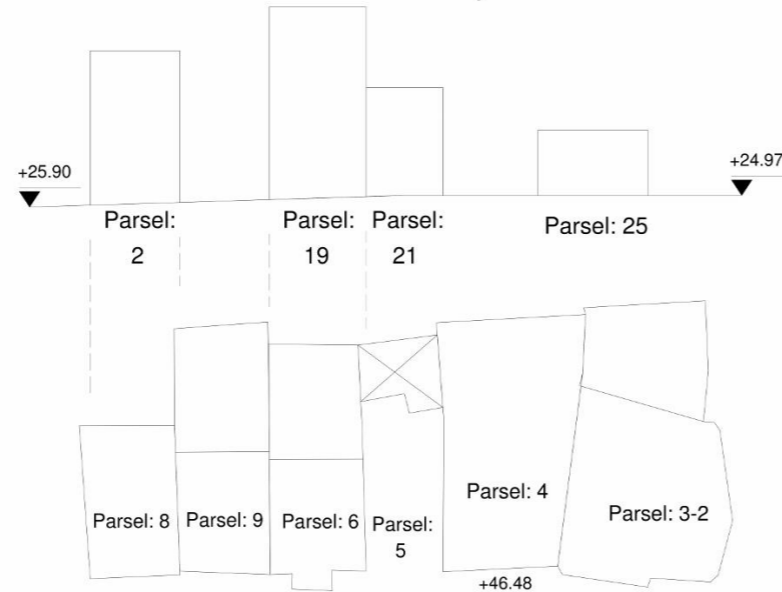 +25.90
+24.97
Parsel:
2
Parsel:
19
Parsel:
21
Parsel: 25
Parsel: 8
Parsel: 9
Parsel: 6
Parsel:
5
Parsel: 4
Parsel: 3-2
+46.48